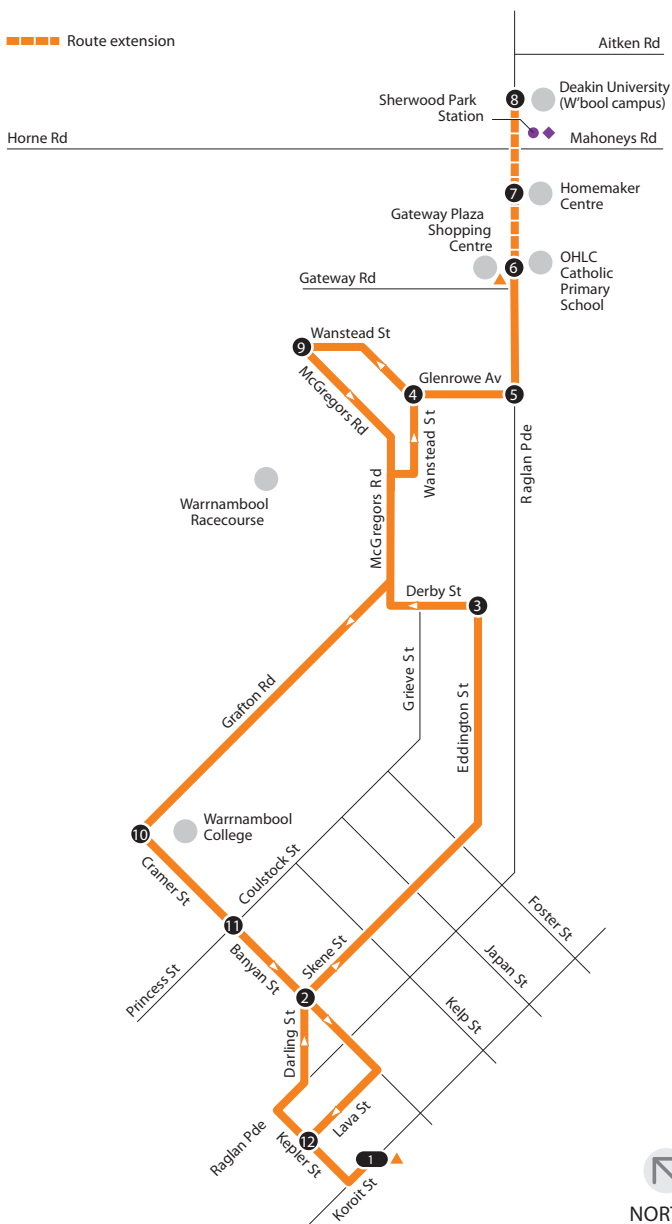 Route extension
Aitken Rd
8
Deakin University
(W'bool campus)
Sherwood Park
Station
Horne Rd
Mahoneys Rd
7
Homemaker
Centre
Gateway Plaza
Shopping
Centre
6
OHLC
Catholic
Primary
School
Gateway Rd
Wanstead St
9
McGregors Rd
Glenrowe Av
4
5
Wanstead St
Raglan Pde
McGregors Rd
Warrnambool
Racecourse
Derby St
3
Grieve St
Eddington St
Grafton Rd
10
Warrnambool
College
Cramer St
Coulstock St
11
Banyan St
Skene St
Foster St
Japan St
Kelp St
Princess St
2
Darling St
Lava St
Raglan Pde
12
Kepler St
1
Koroit St